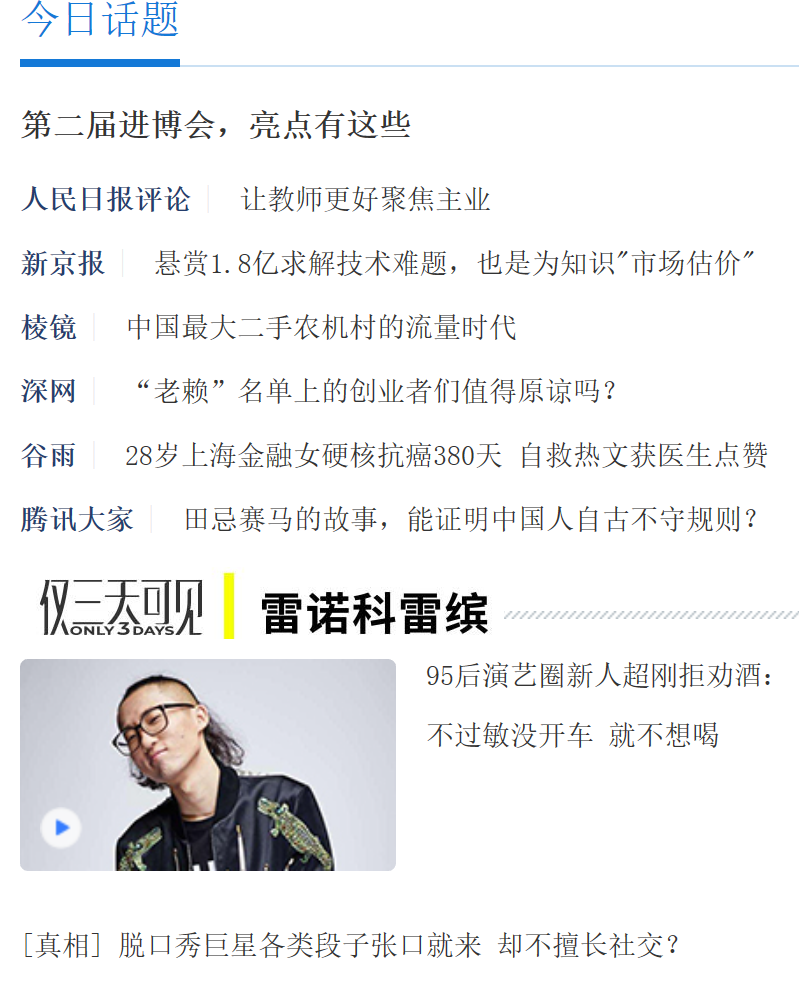 今日话题
第二届进博会，亮点有这些
人民日报评论 让教师更好聚焦主业
新京报 悬赏1.8亿求解技术难题，也是为知识"市场估价"
棱镜 中国最大二手农机村的流量时代
深网 “老赖”名单上的创业者们值得原谅吗？
谷雨 28岁上海金融女硬核抗癌380天 自救热文获医生点赞
腾讯大家 田忌赛马的故事，能证明中国人自古不守规则？
仅三天可见 雷诺科雷缤
ONLY 3 DAYS
95后演艺圈新人超刚拒劝酒：
不过敏没开车 就不想喝
[真相] 脱口秀巨星各类段子张口就来 却不擅长社交？